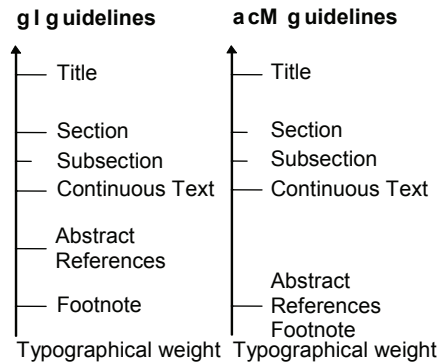 g I g uidelines
Title
Section
Subsection
Continuous Text
Abstract
References
Footnote
Typographical weight
a cM g uidelines
Title
Section
Subsection
Continuous Text
Abstract
References
Footnote
Typographical weight